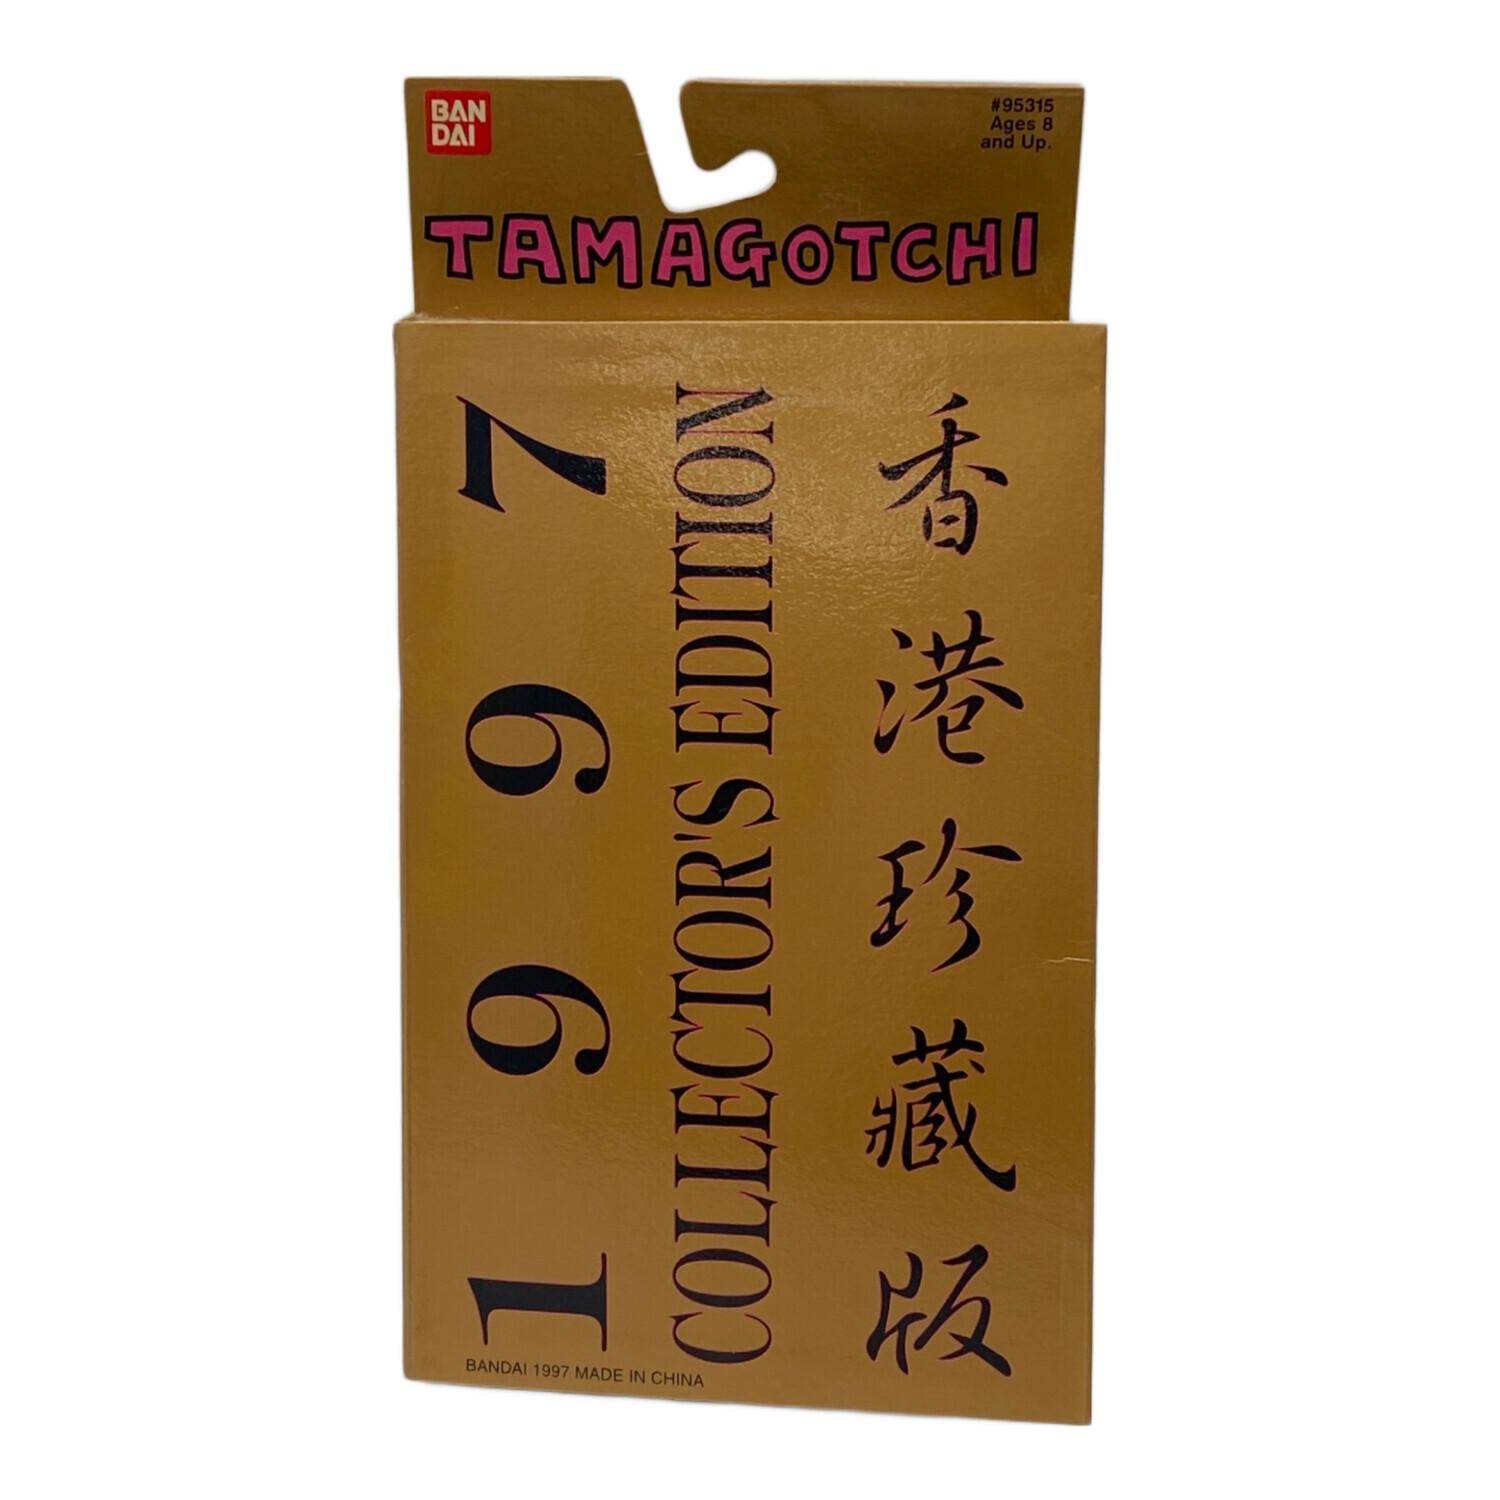 BAN
DAI
#95315
Ages 8
and Up.
TAMAGOTCHI
1997
COLLECTOR'S EDITION
香港珍藏版
BANDAI 1997 MADE IN CHINA